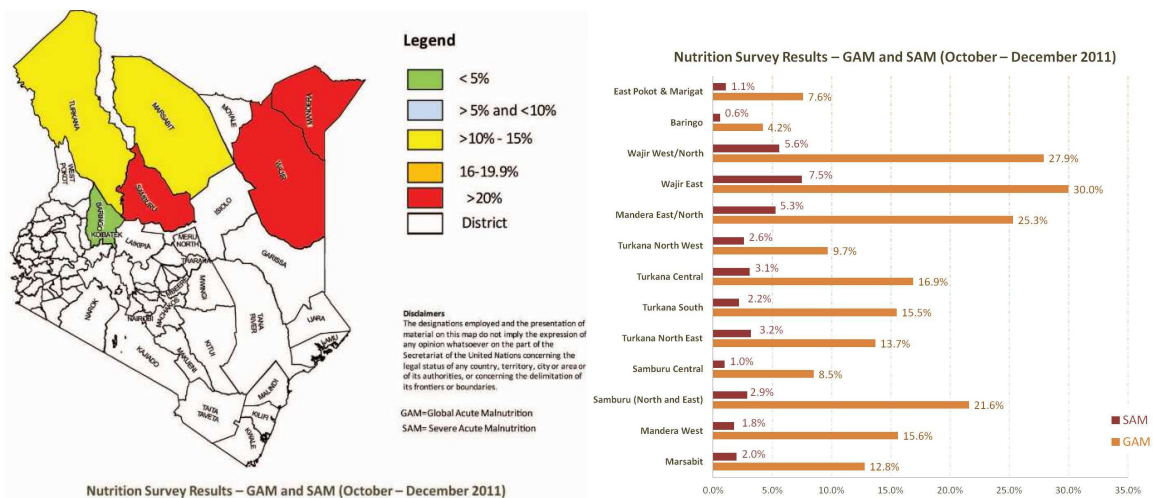 Legend
< 5%
> 5% and <10%
>10% - 15%
16-19.9%
>20%
District
TURKANA
MARSABIT
MOYALE
MANDERA
WAJIR
WEST
POKOT
SAMBURU
ISIOLO
BARINGO
KOIBATEK
LAIKIPIA
MERU
NORTH
THARAKA
GARISSA
MBEERE
MWINGI
NAROK
NAIROBI
MACHAKOS
TANA
RIVER
IJARA
LAMU
KITUI
KAJIADO
MAKUENI
MALINDI
TAITA
TAVETA
KILIFI
KWALE
Disclaimers
The designations employed and the presentation of
material on this map do not imply the expression of
any opinion whatsoever on the part of the
Secretariat of the United Nations concerning the
legal status of any country, territory, city or area or
of its authorities, or concerning the delimitation of
its frontiers or boundaries.
GAM=Global Acute Malnutrition
SAM= Severe Acute Malnutrition
Nutrition Survey Results – GAM and SAM (October – December 2011)
Nutrition Survey Results – GAM and SAM (October – December 2011)
East Pokot & Marigat 1.1% 7.6%
Baringo 0.6% 4.2%
Wajir West/North 5.6% 27.9%
Wajir East 7.5% 30.0%
Mandera East/North 5.3% 25.3%
Turkana North West 2.6% 9.7%
Turkana Central 3.1% 16.9%
Turkana South 2.2% 15.5%
Turkana North East 3.2% 13.7%
Samburu Central 1.0% 8.5%
Samburu (North and East) 2.9% 21.6%
Mandera West 1.8% 15.6%
Marsabit 2.0% 12.8%
SAM
GAM
0.0% 5.0% 10.0% 15.0% 20.0% 25.0% 30.0% 35.0%